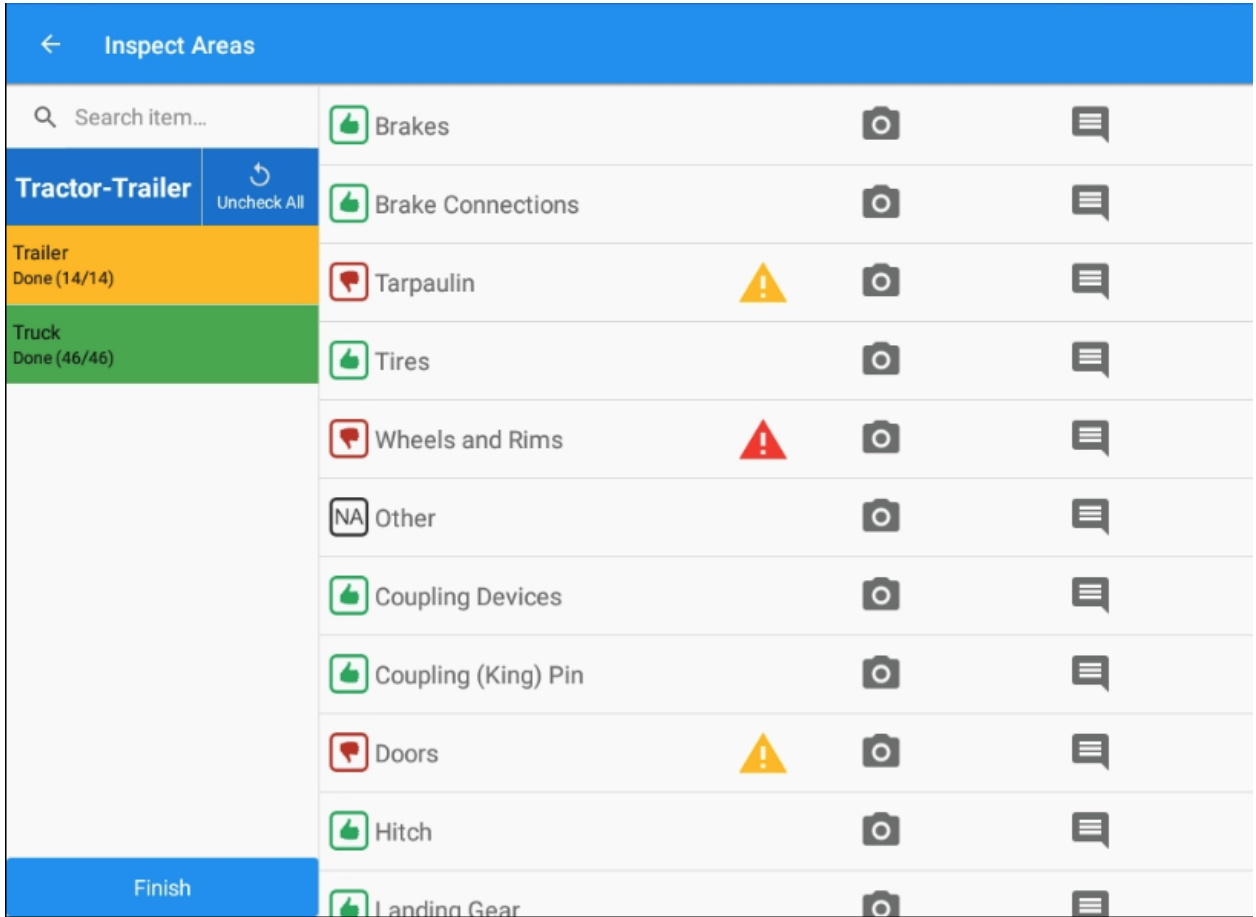 Inspect Areas
Search item...
Tractor-Trailer
Uncheck All
Trailer
Done (14/14)
Truck
Done (46/46)
Finish
Brakes
Brake Connections
Tarpaulin
Tires
Wheels and Rims
NA Other
Coupling Devices
Coupling (King) Pin
Doors
Hitch
Landing Gear